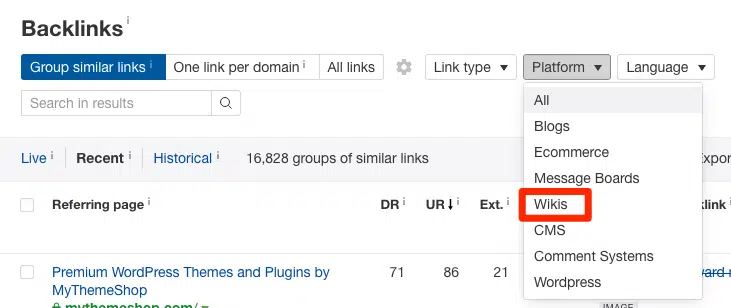 Backlinks i
Group similar links i One link per domain i All links Link type Platform Language
Search in results
All
Blogs
Ecommerce
Message Boards
Wikis
CMS
Comment Systems
Wordpress
Live i Recent i Historical i 16,828 groups of similar links
Referring page i DR i UR i Ext. i
Premium WordPress Themes and Plugins by 71 86 21
MyThemeShop
mythemeshop.com/
IMAGE